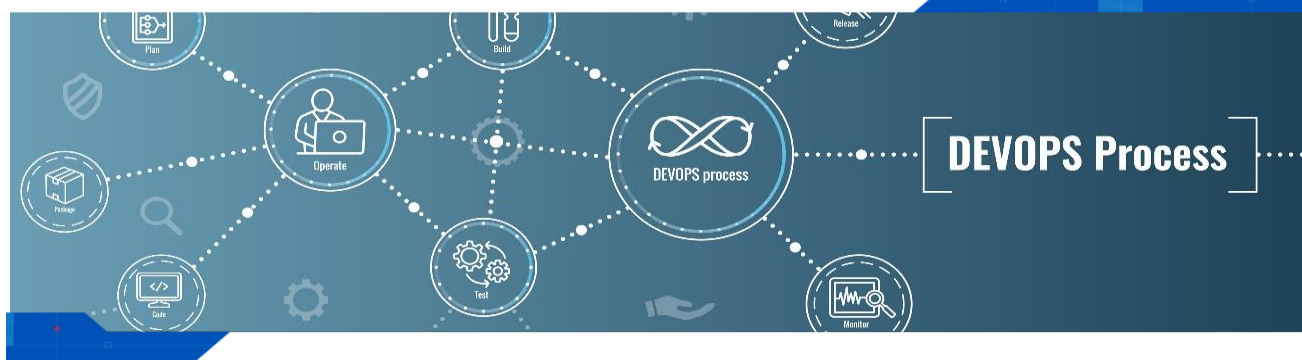 Plan
Build
Release
Operate
DEVOPS process
DEVOPS Process
Package
Test
Code
</>
Monitor